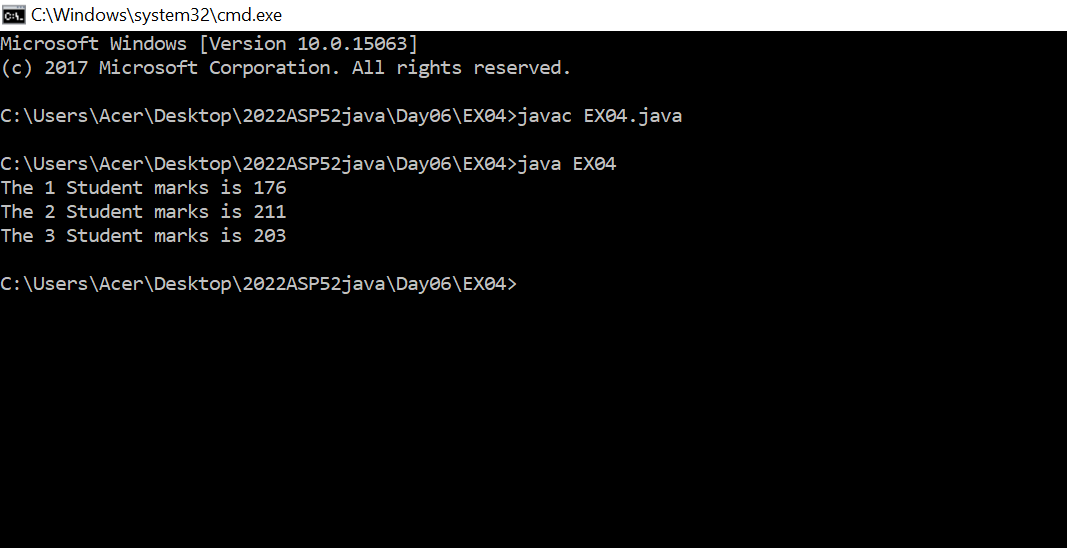 C:\Windows\system32\cmd.exe
Microsoft Windows [Version 10.0.15063]
(c) 2017 Microsoft Corporation. All rights reserved.
C:\Users\Acer\Desktop\2022ASP52java\Day06\EX04>javac EX04.java
C:\Users\Acer\Desktop\2022ASP52java\Day06\EX04>java EX04
The 1 Student marks is 176
The 2 Student marks is 211
The 3 Student marks is 203
C:\Users\Acer\Desktop\2022ASP52java\Day06\EX04>